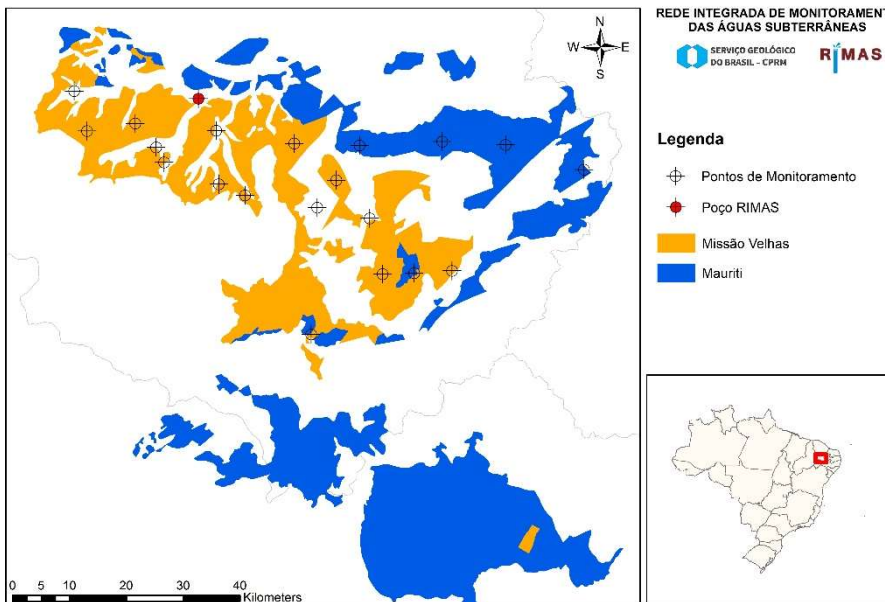 N
W E
S
REDE INTEGRADA DE MONITORAMENT
DAS ÁGUAS SUBTERRÂNEAS
SERVIÇO GEOLÓGICO
DO BRASIL – CPRM
RIMAS
Legenda
Pontos de Monitoramento
Poço RIMAS
Missão Velhas
Mauriti
0 5 10 20 30 40
Kilometers